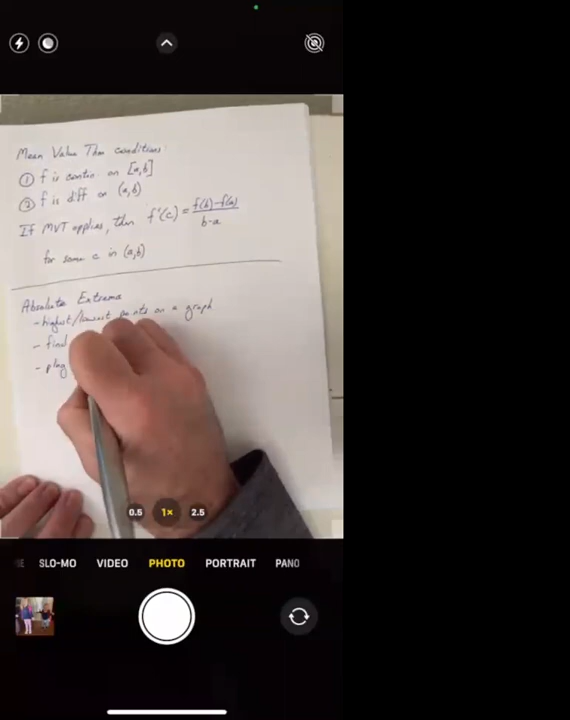 Mean Value Thm conditions:
① f is contin. on [a,b]
② f is diff on (a,b)
If MVT applies, then f'(c) = f(b)-f(a) / b-a
for some c in (a,b)
Absolute Extrema
- highest/lowest points on a graph
- find
- plug
0.5 1× 2.5
SLO-MO VIDEO PHOTO PORTRAIT PANO